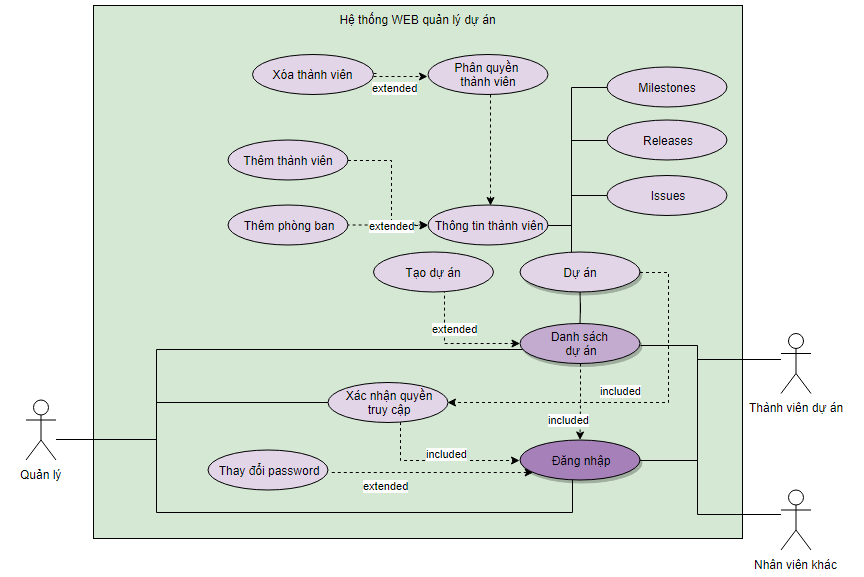 Hệ thống WEB quản lý dự án
Xóa thành viên
extended
Phân quyền
thành viên
Milestones
Releases
Issues
Thêm thành viên
Thêm phòng ban
extended
Thông tin thành viên
Tạo dự án
Dự án
extended
Danh sách
dự án
Thành viên dự án
Xác nhận quyền
truy cập
included
included
included
Quản lý
Thay đổi password
extended
Đăng nhập
Nhân viên khác